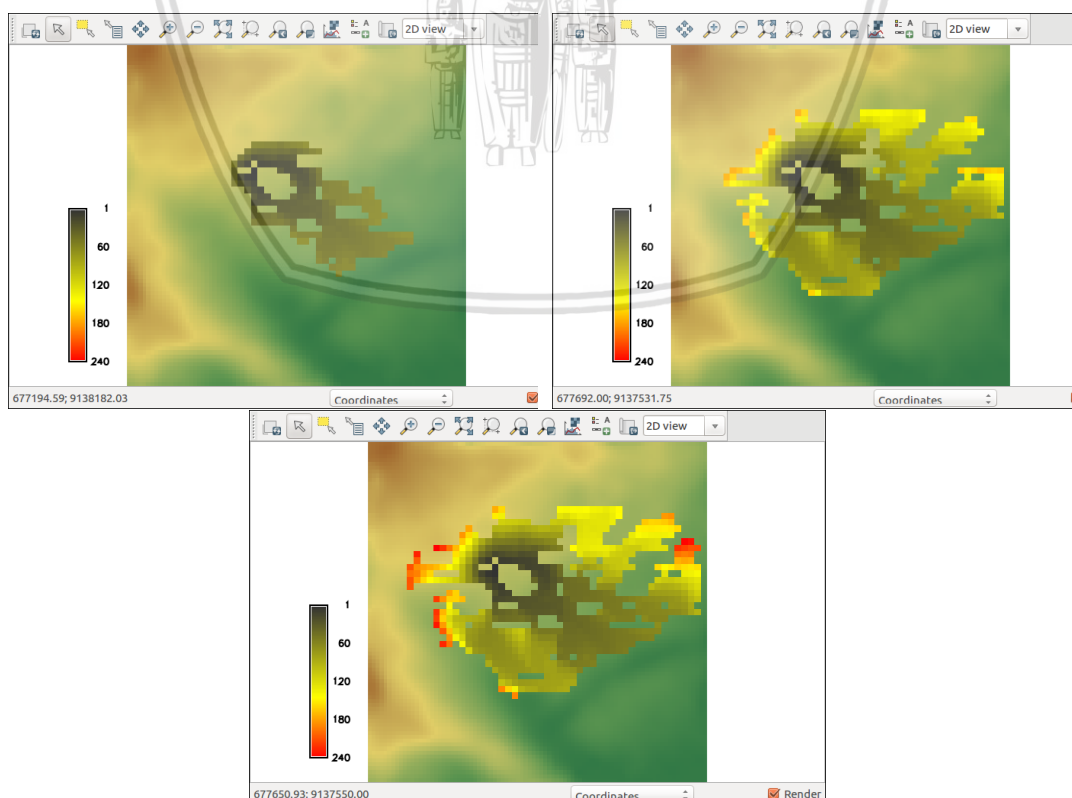 2D view
1
60
120
180
240
677194.59; 9138182.03
Coordinates
2D view
1
60
120
180
240
677692.00; 9137531.75
Coordinates
2D view
1
60
120
180
240
677650.93; 9137550.00
Coordinates
Render